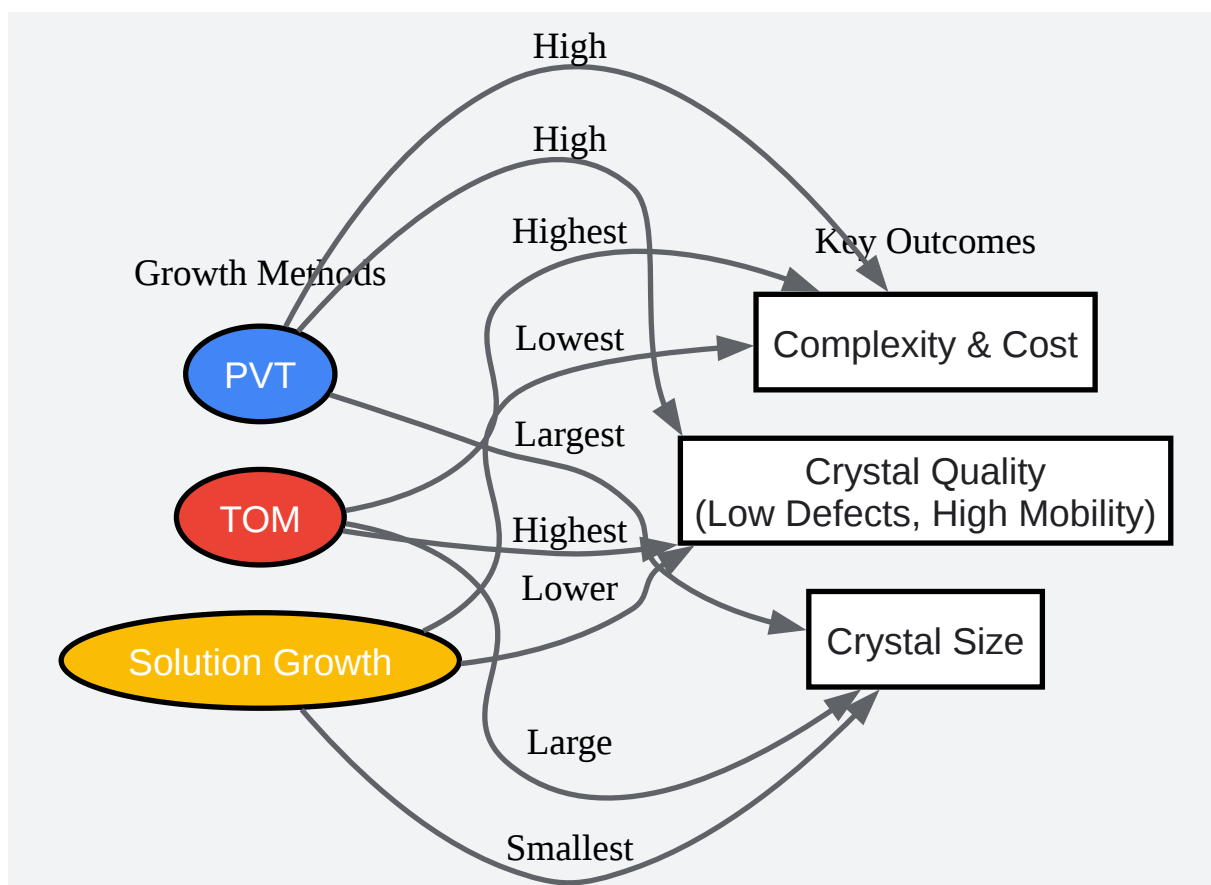 High
High
Highest
Key Outcomes
Growth Methods
Lowest
Complexity & Cost
PVT
Largest
Crystal Quality
(Low Defects, High Mobility)
TOM
Highest
Lower
Crystal Size
Solution Growth
Large
Smallest